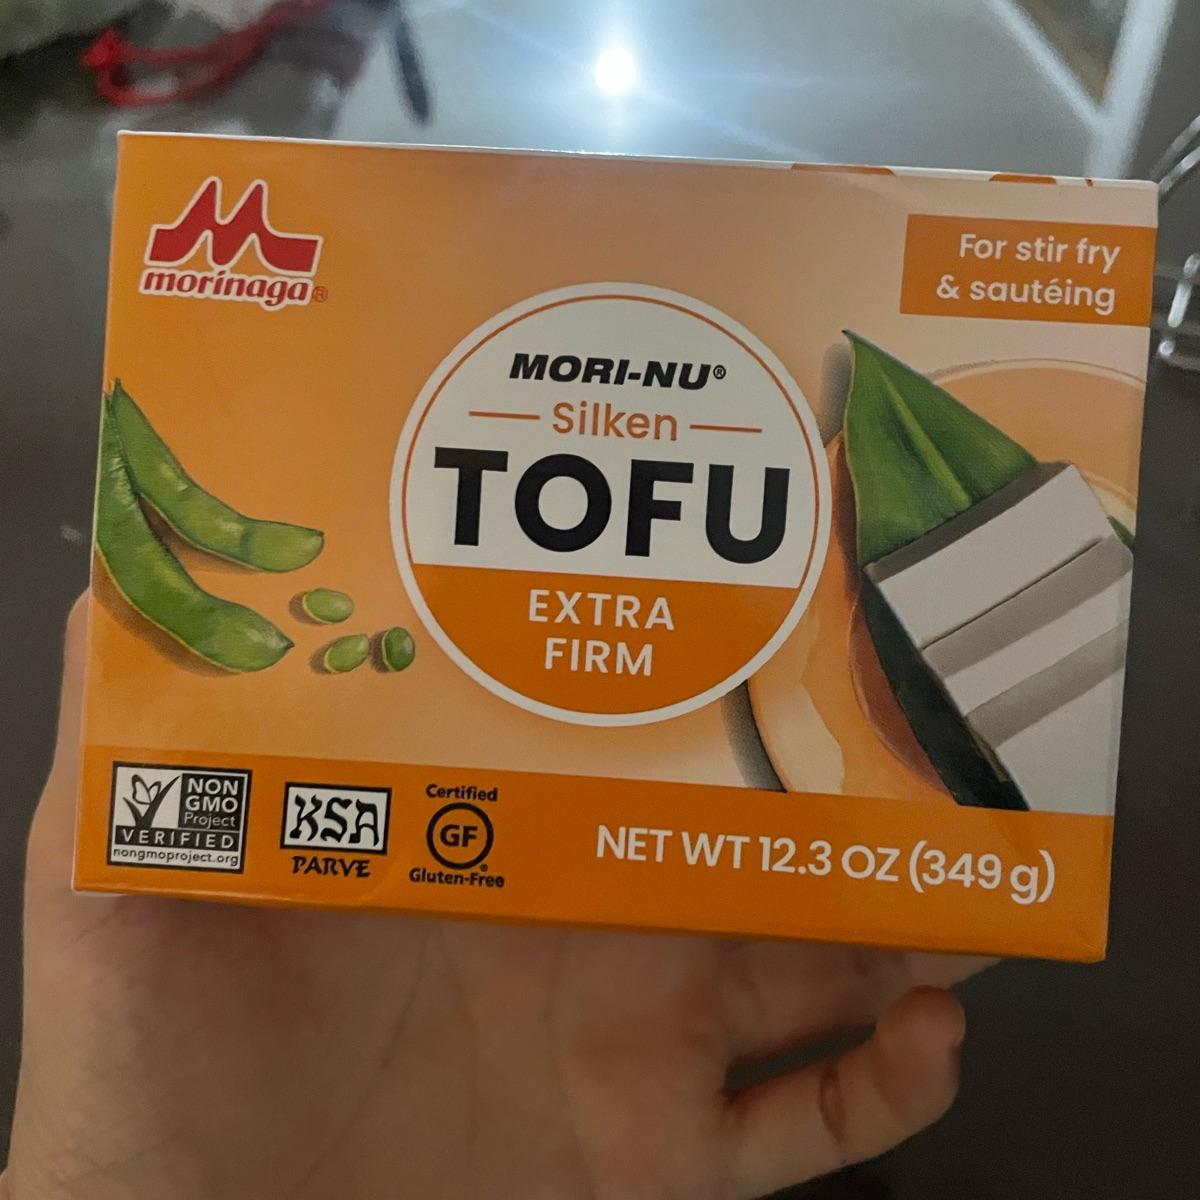 morinaga®
For stir fry
& sautéing
MORI-NU®
Silken
TOFU
EXTRA
FIRM
NON
GMO
Project
VERIFIED
nongmoproject.org
KSA
PARVE
Certified
GF
®
Gluten-Free
NET WT 12.3 OZ (349 g)